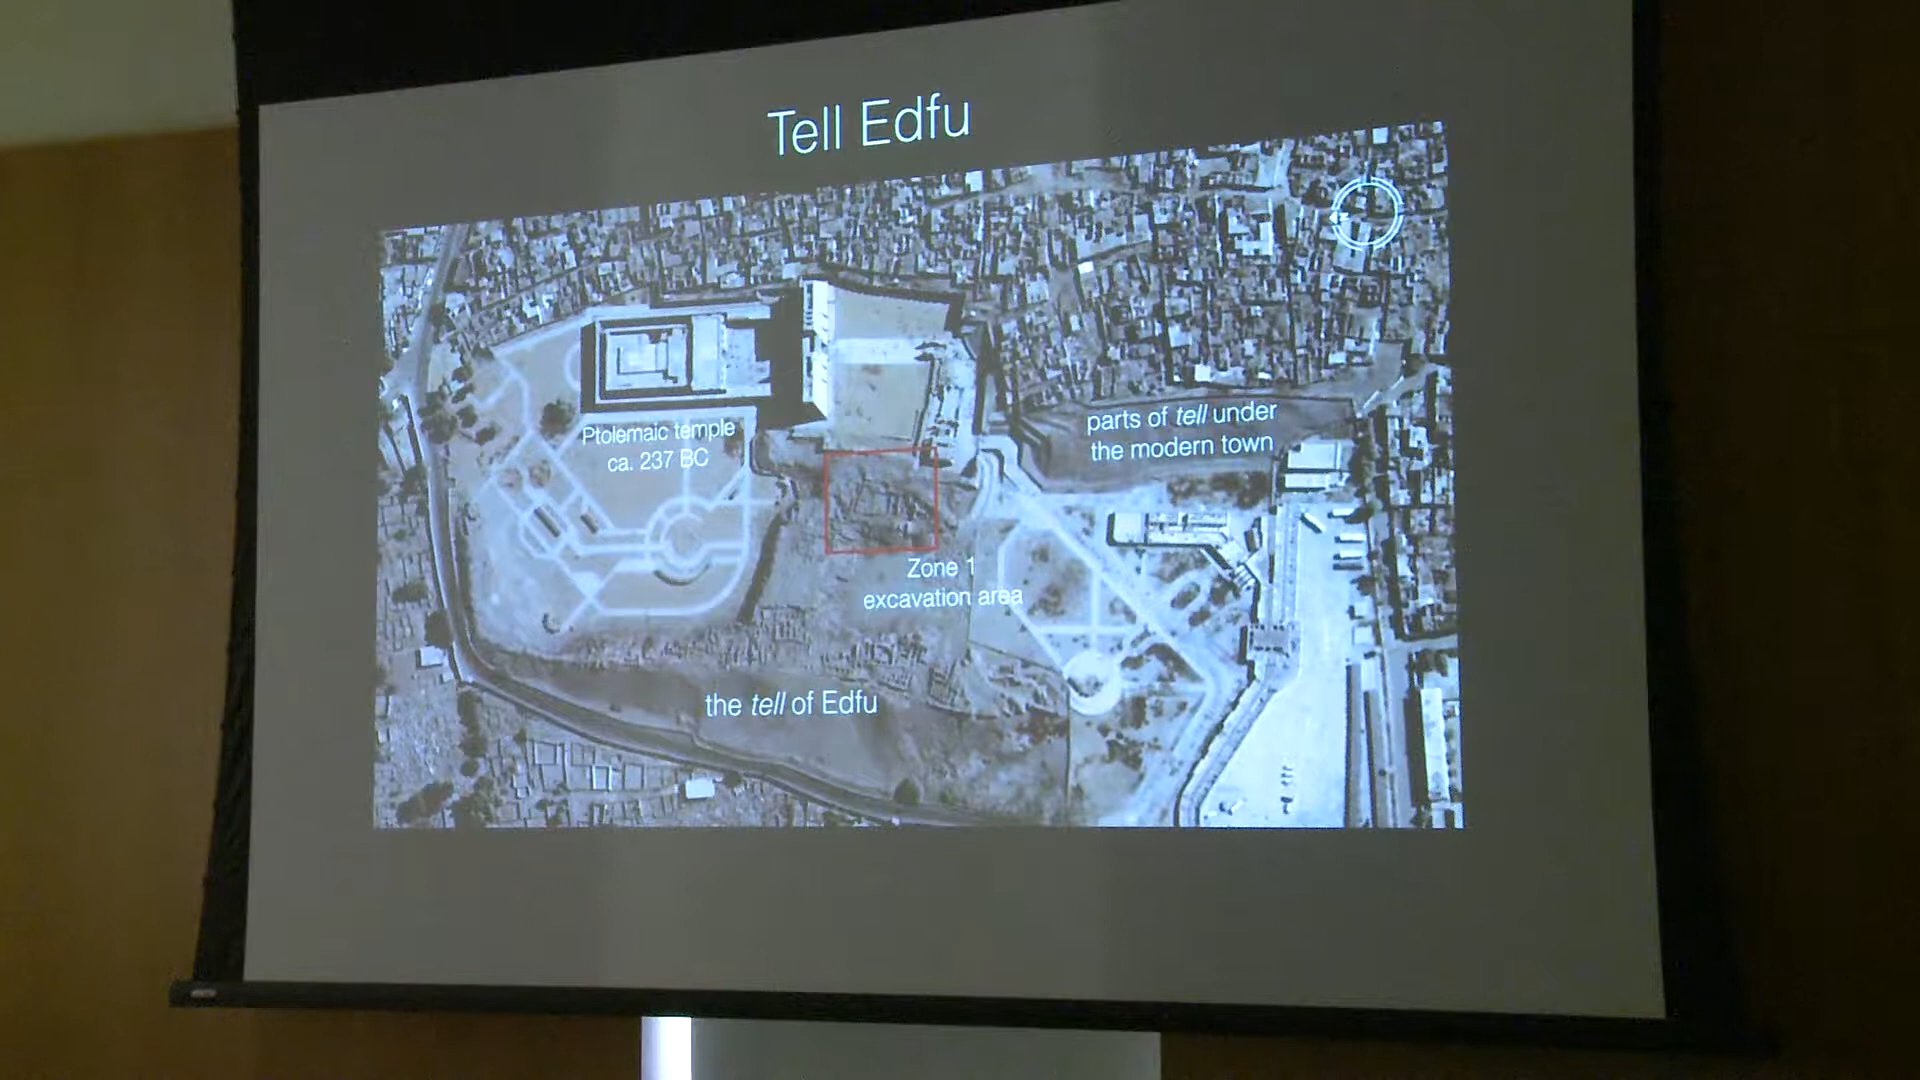 Tell Edfu
Ptolemaic temple
ca. 237 BC
parts of tell under
the modern town
Zone 1
excavation area
the tell of Edfu